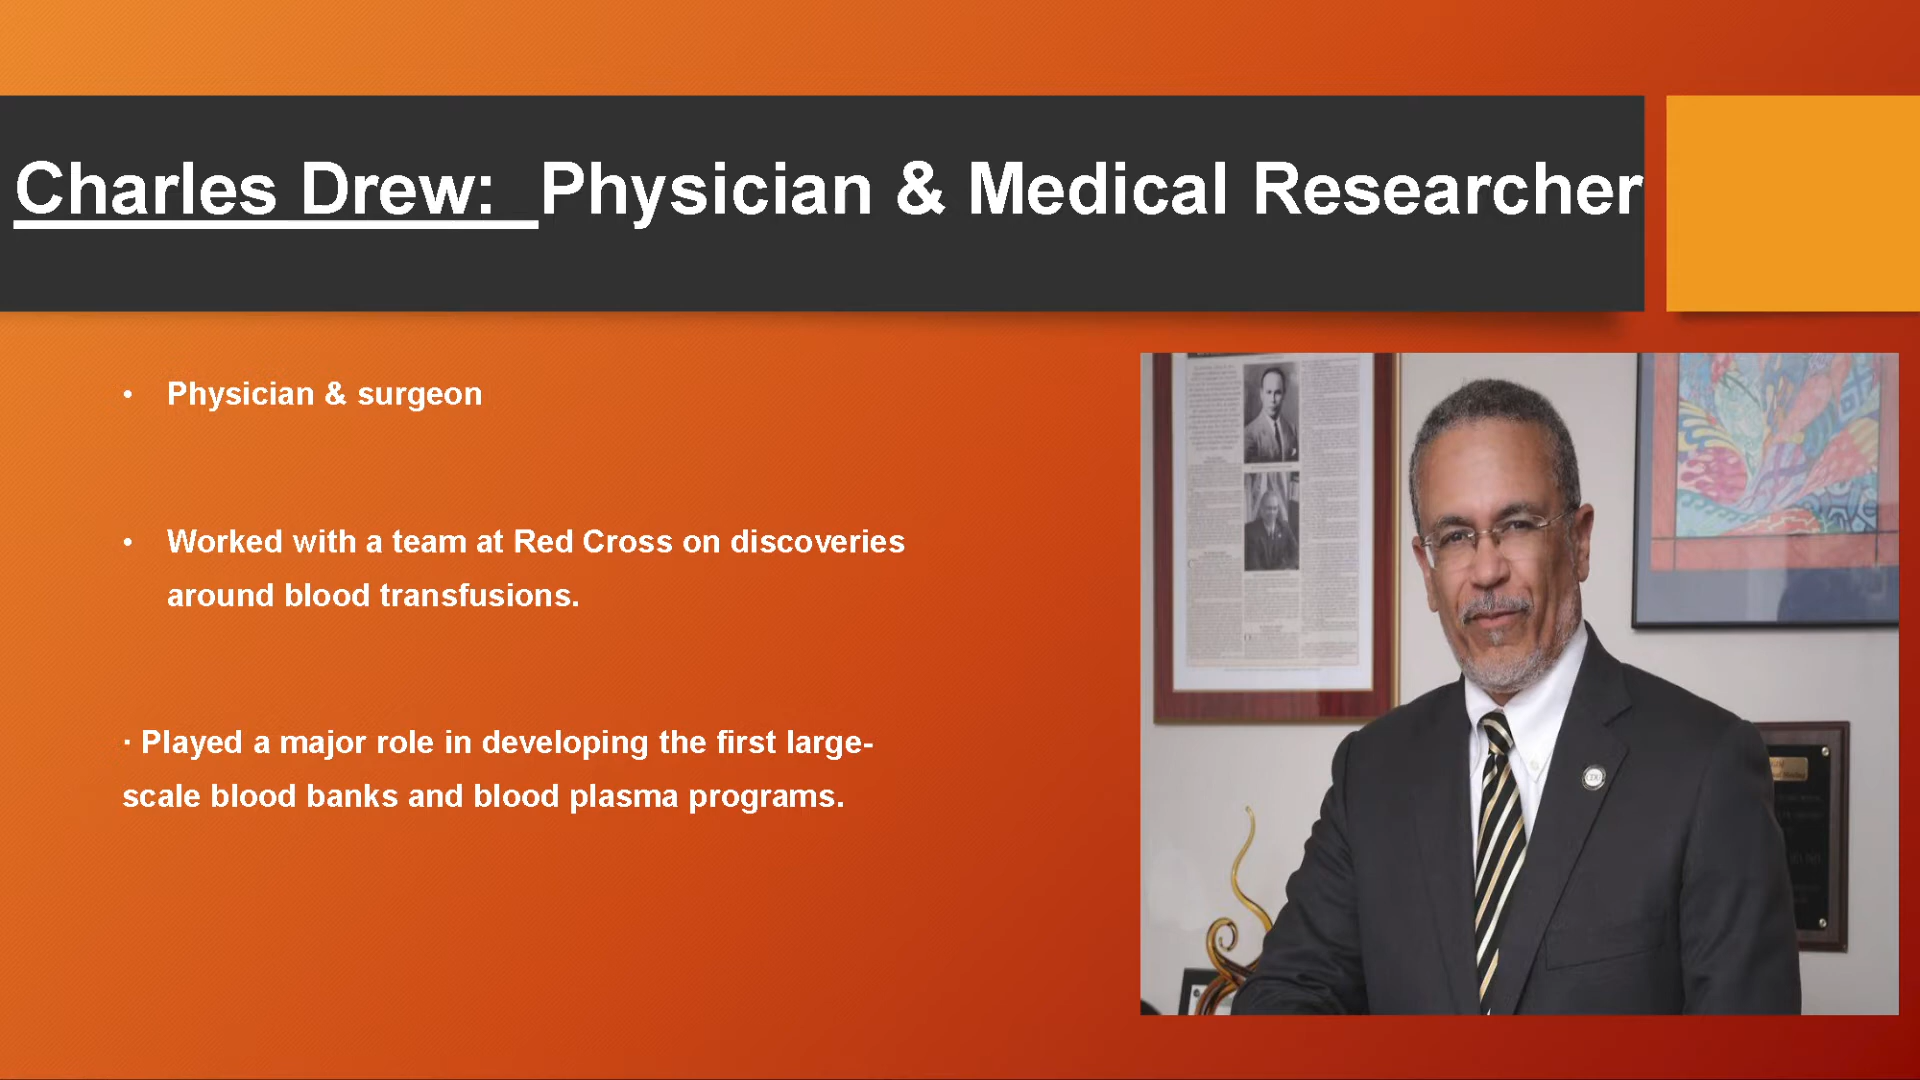 Charles Drew:  Physician & Medical Researcher
• Physician & surgeon
• Worked with a team at Red Cross on discoveries
around blood transfusions.
· Played a major role in developing the first large-
scale blood banks and blood plasma programs.